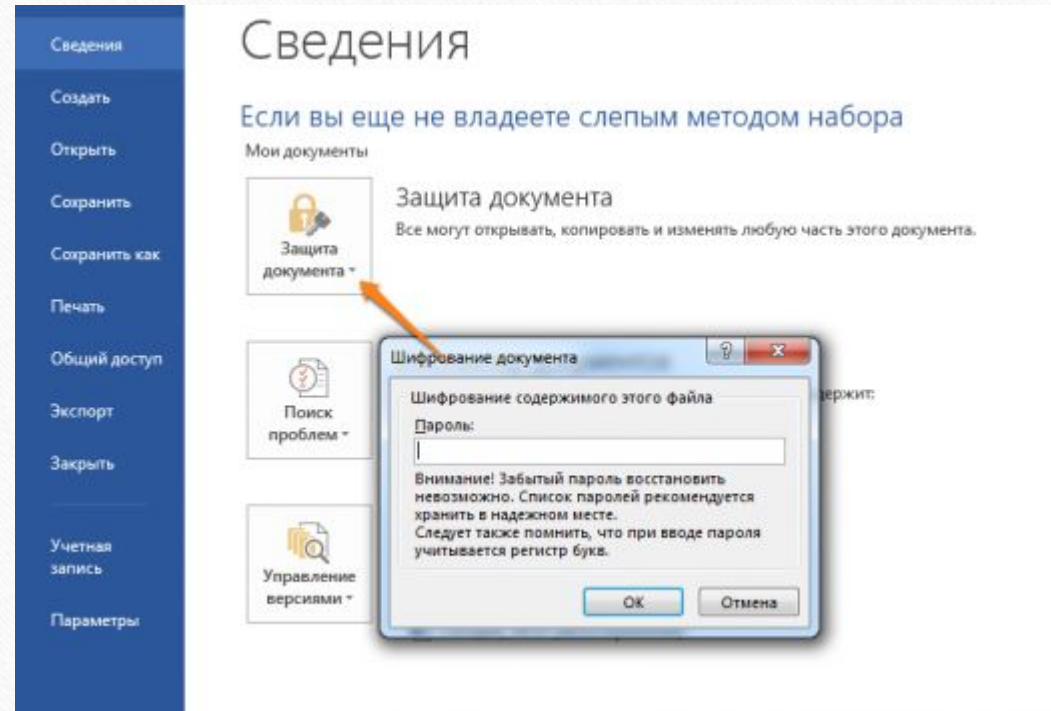 Сведения
Создать
Открыть
Сохранить
Сохранить как
Печать
Общий доступ
Экспорт
Закрыть
Учетная
запись
Параметры
Сведения
Если вы еще не владеете слепым методом набора
Мои документы
Защита
документа
Защита документа
Все могут открывать, копировать и изменять любую часть этого документа.
Поиск
проблем
Управление
версиями
Шифрование документа
Шифрование содержимого этого файла
Пароль:
Внимание! Забытый пароль восстановить
невозможно. Список паролей рекомендуется
хранить в надежном месте.
Следует также помнить, что при вводе пароля
учитывается регистр букв.
ОК
Отмена